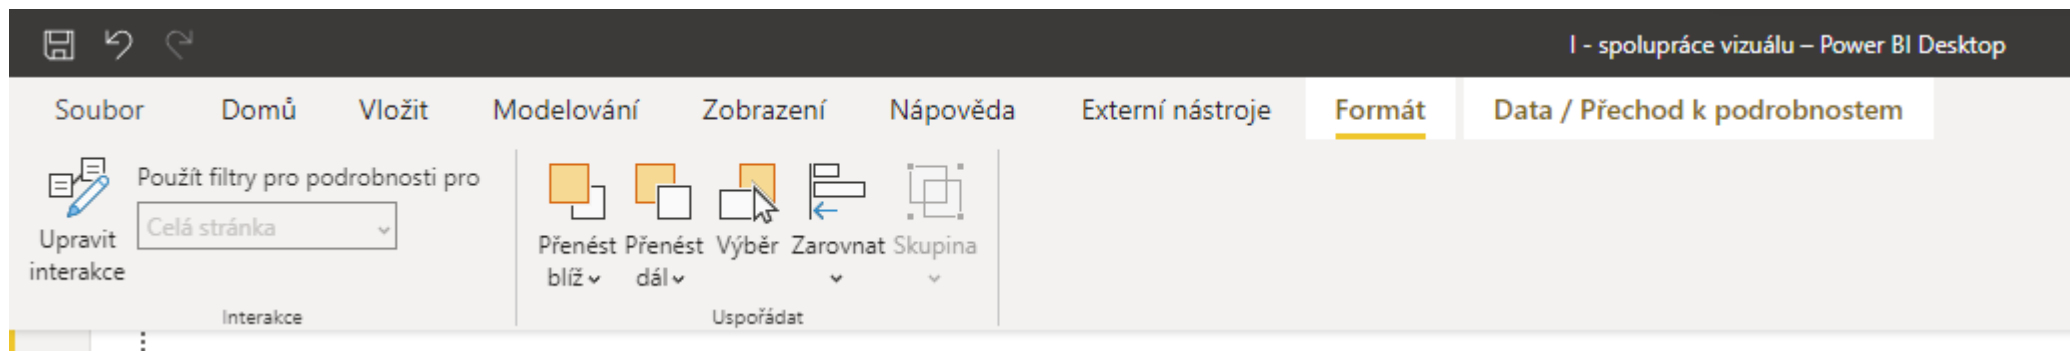 I - spolupráce vizuálu – Power BI Desktop
Soubor Domů Vložit Modelování Zobrazení Nápověda Externí nástroje Formát Data / Přechod k podrobnostem
Upravit
interakce
Použít filtry pro podrobnosti pro
Celá stránka
Interakce
Přenést
blíž
Přenést
dál
Výběr
Zarovnat
Skupina
Uspořádat